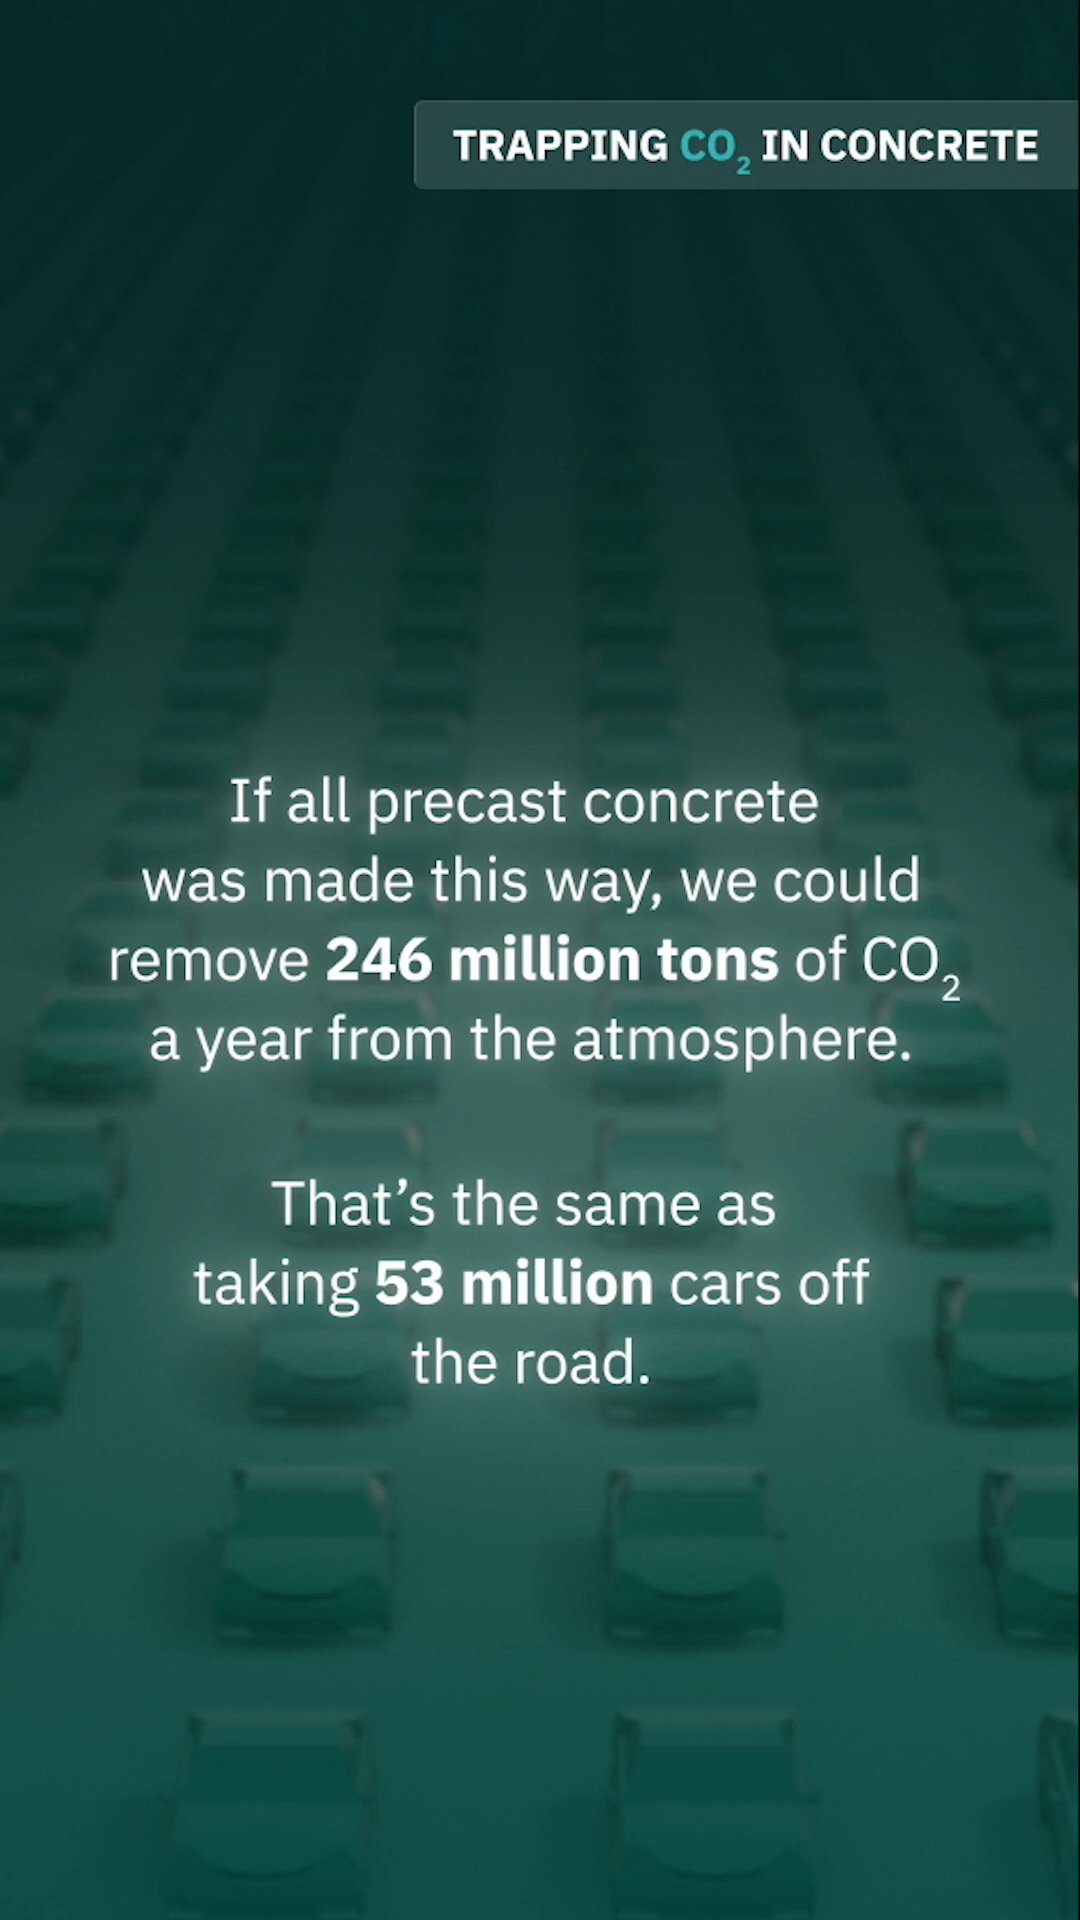 TRAPPING CO₂ IN CONCRETE
If all precast concrete
was made this way, we could
remove 246 million tons of CO₂
a year from the atmosphere.
That’s the same as
taking 53 million cars off
the road.